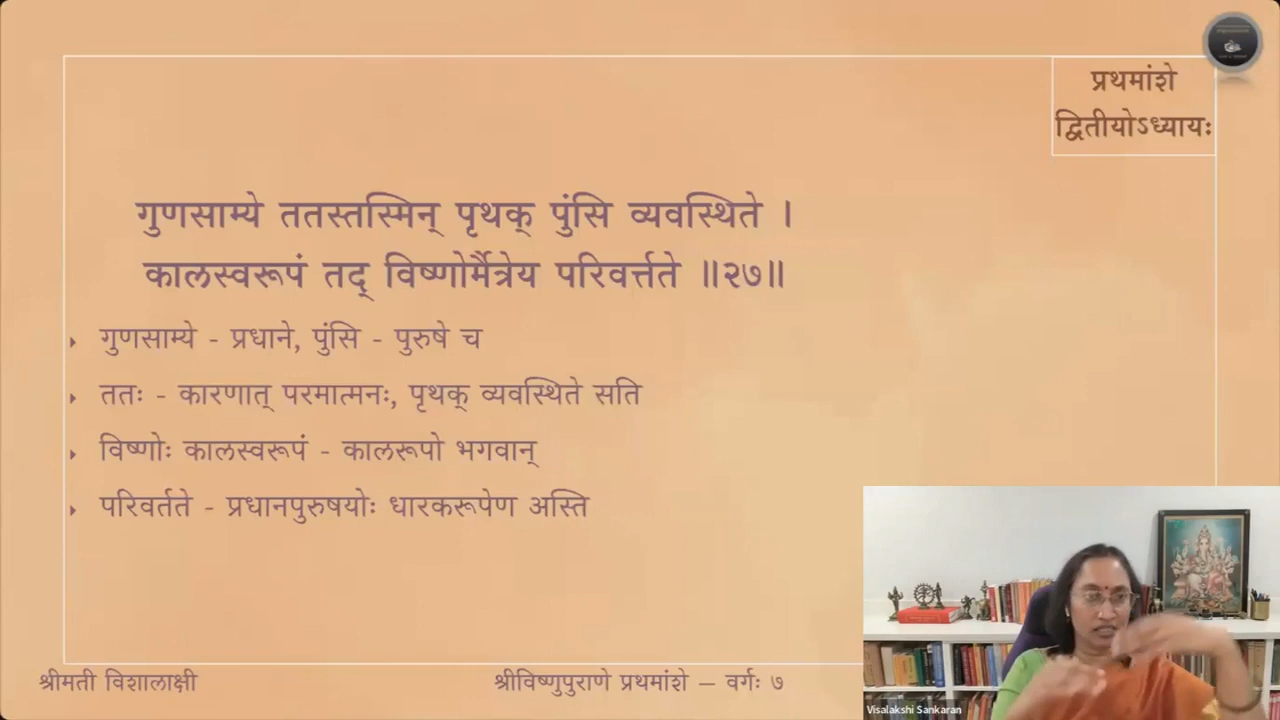 प्रथमांशे
द्वितीयोऽध्यायः
गुणसाम्ये ततस्तस्मिन् पृथक् पुंसि व्यवस्थिते ।
कालस्वरूपं तद् विष्णोर्मैत्रेय परिवर्त्तते ॥२७॥
गुणसाम्ये - प्रधाने, पुंसि - पुरुषे च
ततः - कारणात् परमात्मनः, पृथक् व्यवस्थिते सति
विष्णोः कालस्वरूपं - कालरूपो भगवान्
परिवर्तते - प्रधानपुरुषयोः धारकरूपेण अस्ति
श्रीमती विशालाक्षी
श्रीविष्णुपुराणे प्रथमांशे – वर्गः ७
Visalakshi Sankaran